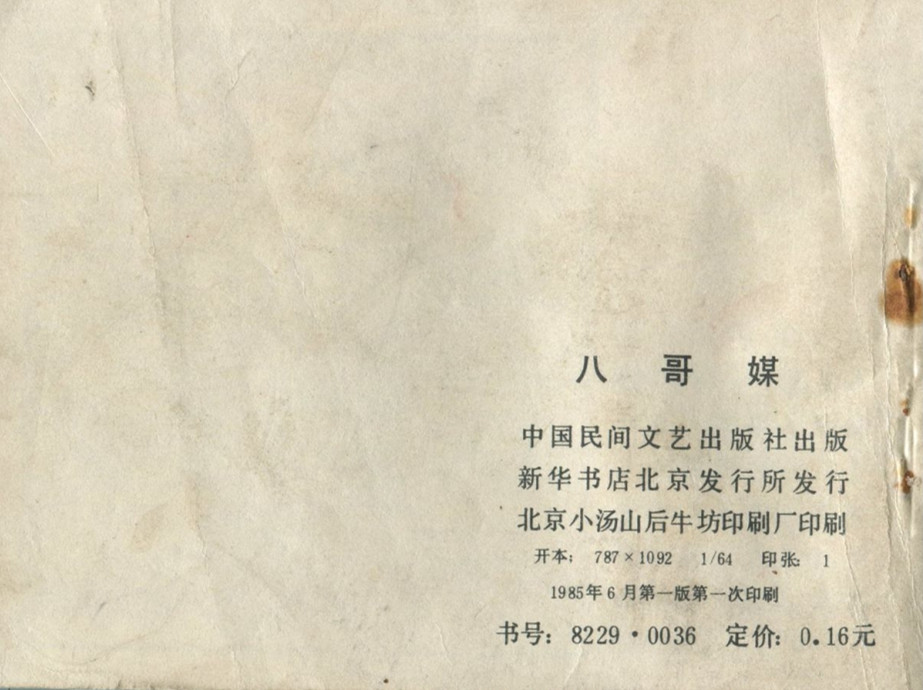 八哥媒
中国民间文艺出版社出版
新华书店北京发行所发行
北京小汤山后牛坊印刷厂印刷
开本: 787×1092 1/64 印张: 1
1985年6月第一版第一次印刷
书号: 8229·0036 定价: 0.16元